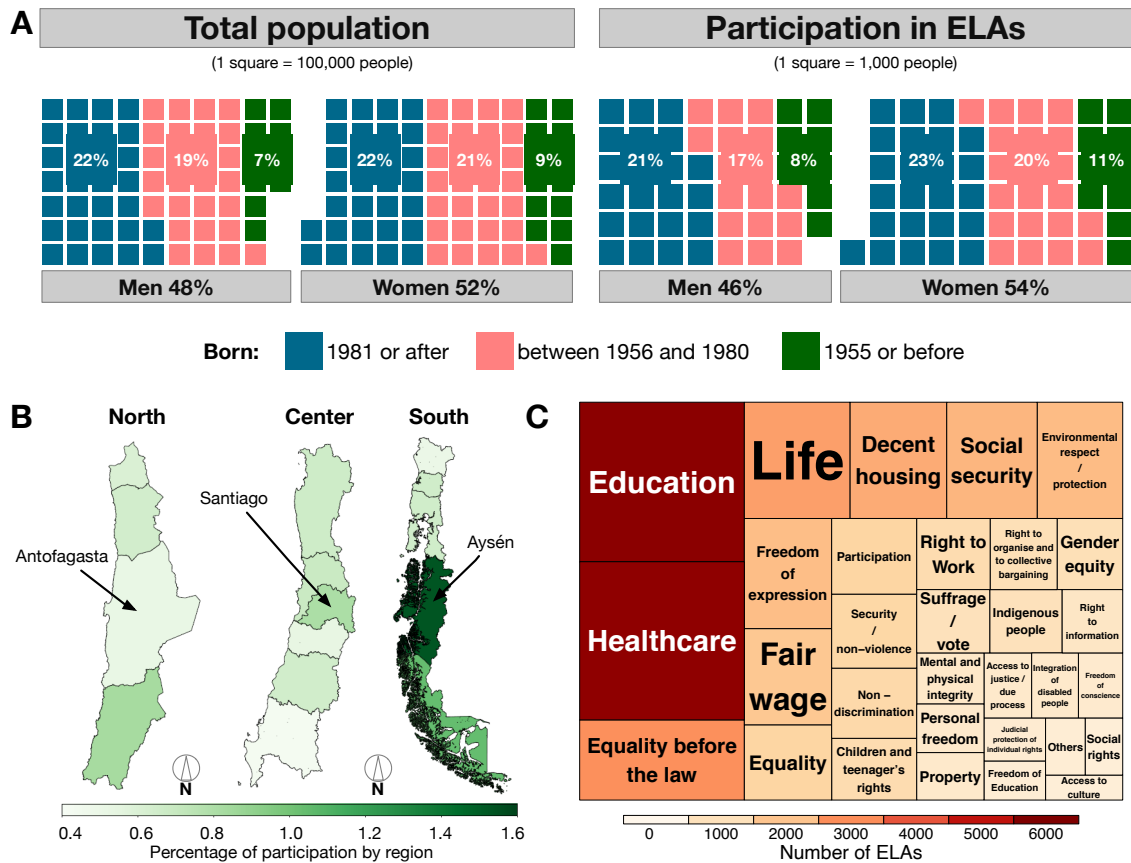 A
Total population
(1 square = 100,000 people)
22%
19%
7%
22%
21%
9%
Men 48%
Women 52%
Participation in ELAs
(1 square = 1,000 people)
21%
17%
8%
23%
20%
11%
Men 46%
Women 54%
Born:
1981 or after
between 1956 and 1980
1955 or before
B
North
Center
South
Santiago
Antofagasta
Aysén
N
N
0.4 0.6 0.8 1.0 1.2 1.4 1.6
Percentage of participation by region
C
Education
Healthcare
Equality before
the law
Life
Decent
housing
Social
security
Environmental
respect
/
protection
Freedom
of
expression
Fair
wage
Equality
Participation
Security
/
non−violence
Non −
discrimination
Children and
teenager's
rights
Right to
Work
Right to
organise and
to collective
bargaining
Gender
equity
Suffrage
/
vote
Indigenous
people
Right
to
information
Mental and
physical
integrity
Access to
justice /
due
process
Integration
of
disabled
people
Freedom
of
conscience
Personal
freedom
Judicial
protection of
individual rights
Others
Social
rights
Property
Freedom of
Education
Access to
culture
0 1000 2000 3000 4000 5000 6000
Number of ELAs